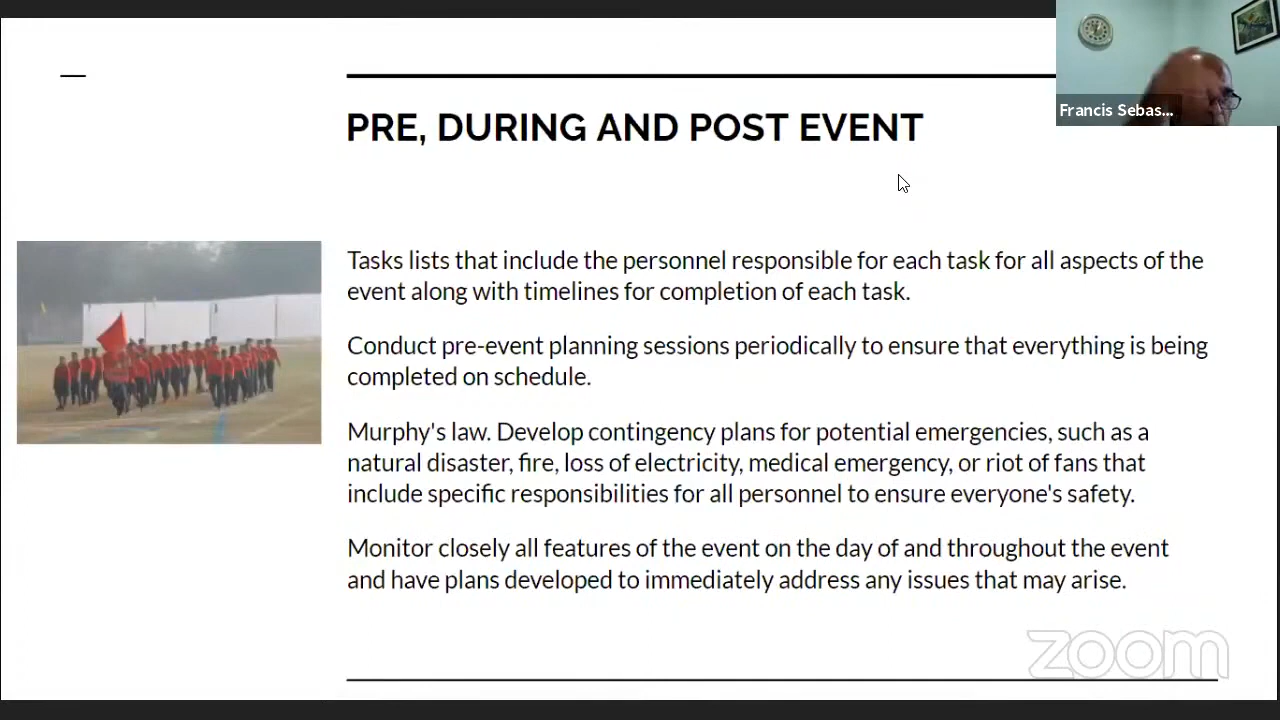 Francis Sebas...
PRE, DURING AND POST EVENT
Tasks lists that include the personnel responsible for each task for all aspects of the
event along with timelines for completion of each task.
Conduct pre-event planning sessions periodically to ensure that everything is being
completed on schedule.
Murphy's law. Develop contingency plans for potential emergencies, such as a
natural disaster, fire, loss of electricity, medical emergency, or riot of fans that
include specific responsibilities for all personnel to ensure everyone's safety.
Monitor closely all features of the event on the day of and throughout the event
and have plans developed to immediately address any issues that may arise.
zoom